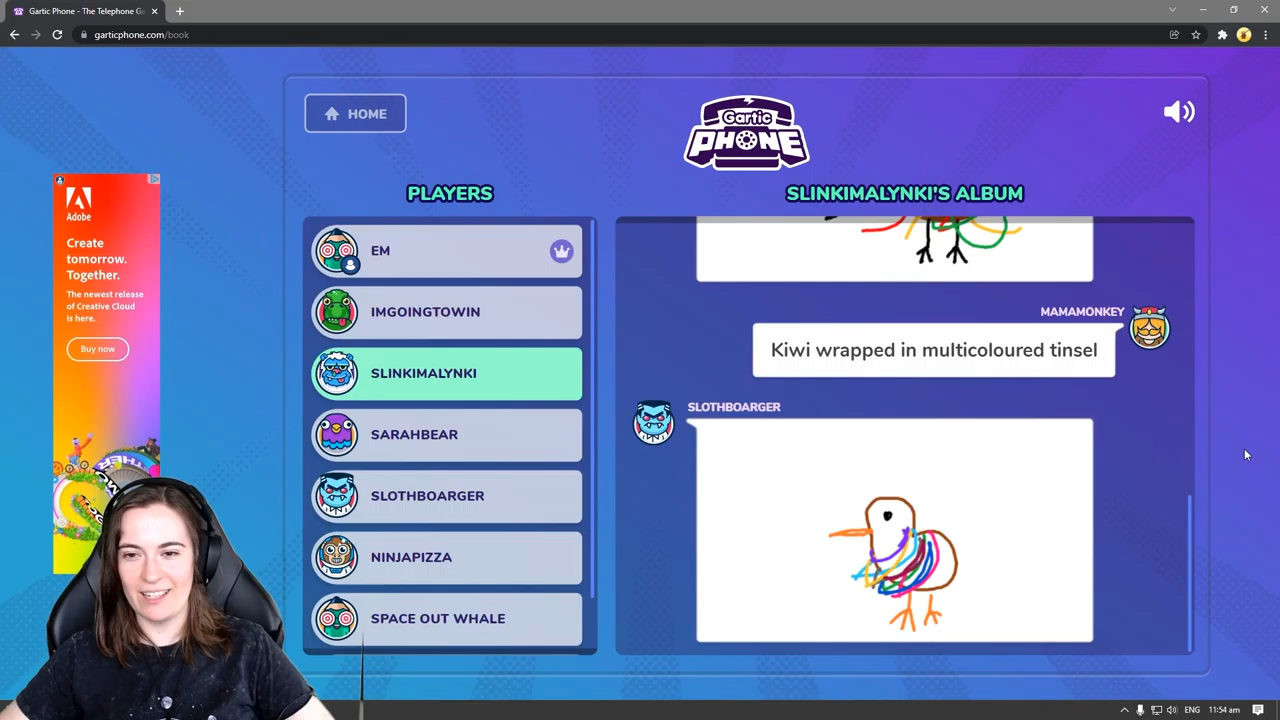 Gartic Phone - The Telephone Ga
garticphone.com/book
HOME
Gartic
PHONE
PLAYERS
SLINKIMALYNKI'S ALBUM
Adobe
Create
tomorrow.
Together.
The newest release
of Creative Cloud
is here.
Buy now
EM
IMGOINGTOWIN
SLINKIMALYNKI
SARAHBEAR
SLOTHBOARGER
NINJAPIZZA
SPACE OUT WHALE
MAMAMONKEY
Kiwi wrapped in multicoloured tinsel
SLOTHBOARGER
ENG
11:54 am